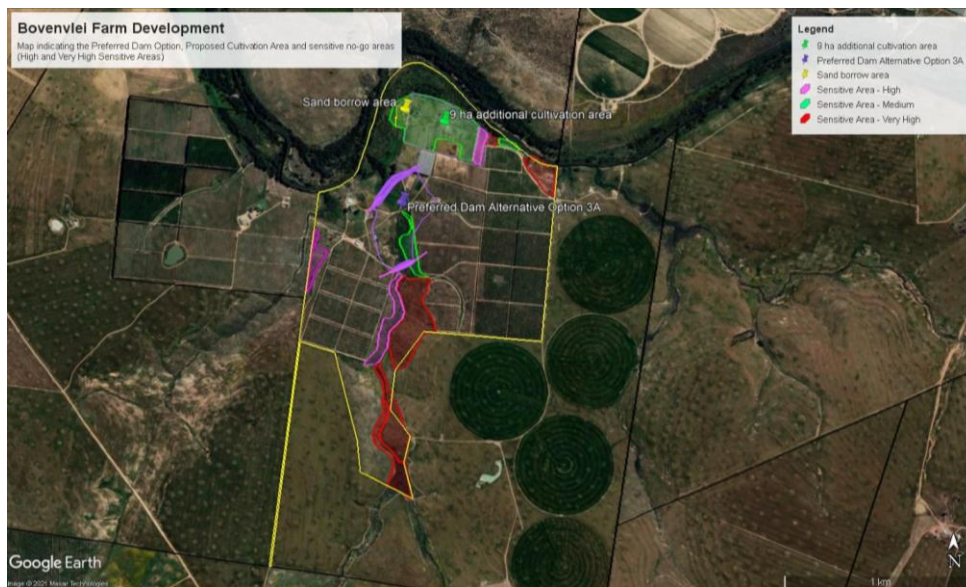 Bovenvlei Farm Development
Map indicating the Preferred Dam Option, Proposed Cultivation Area and sensitive no-go areas
(High and Very High Sensitive Areas)
Legend
9 ha additional cultivation area
Preferred Dam Alternative Option 3A
Sand borrow area
Sensitive Area - High
Sensitive Area - Medium
Sensitive Area - Very High
Sand borrow area
9 ha additional cultivation area
Preferred Dam Alternative Option 3A
Google Earth
Image © 2021 Maxar Technologies
1 km
N